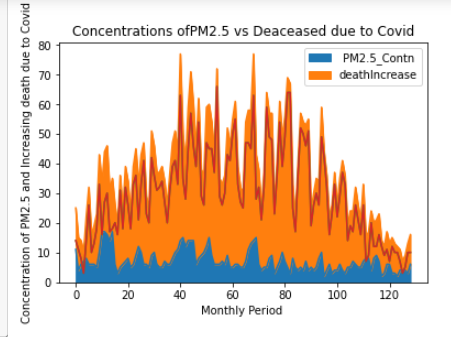 Concentrations ofPM2.5 vs Deaceased due to Covid
Concentration of PM2.5 and Increasing death due to Covid
80
70
60
50
40
30
20
10
0
PM2.5_Contn
deathIncrease
0 20 40 60 80 100 120
Monthly Period